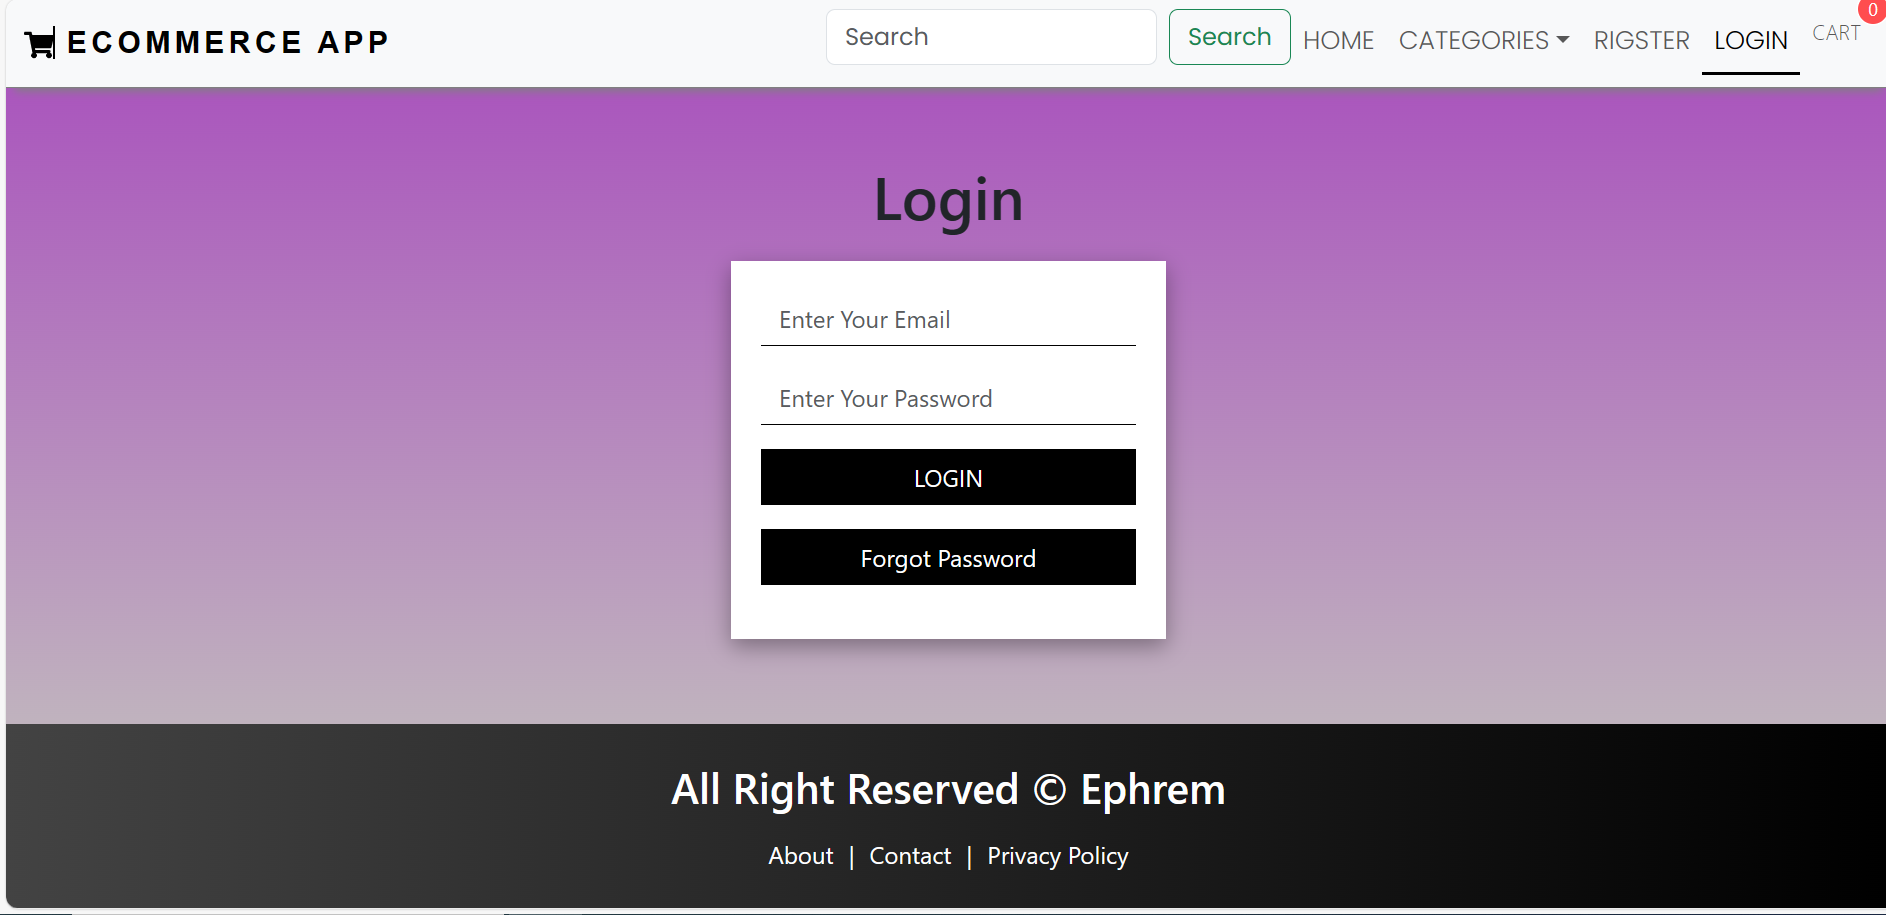 ECOMMERCE APP Search Search HOME CATEGORIES RIGSTER LOGIN CART 0
Login
Enter Your Email
Enter Your Password
LOGIN
Forgot Password
All Right Reserved © Ephrem
About | Contact | Privacy Policy